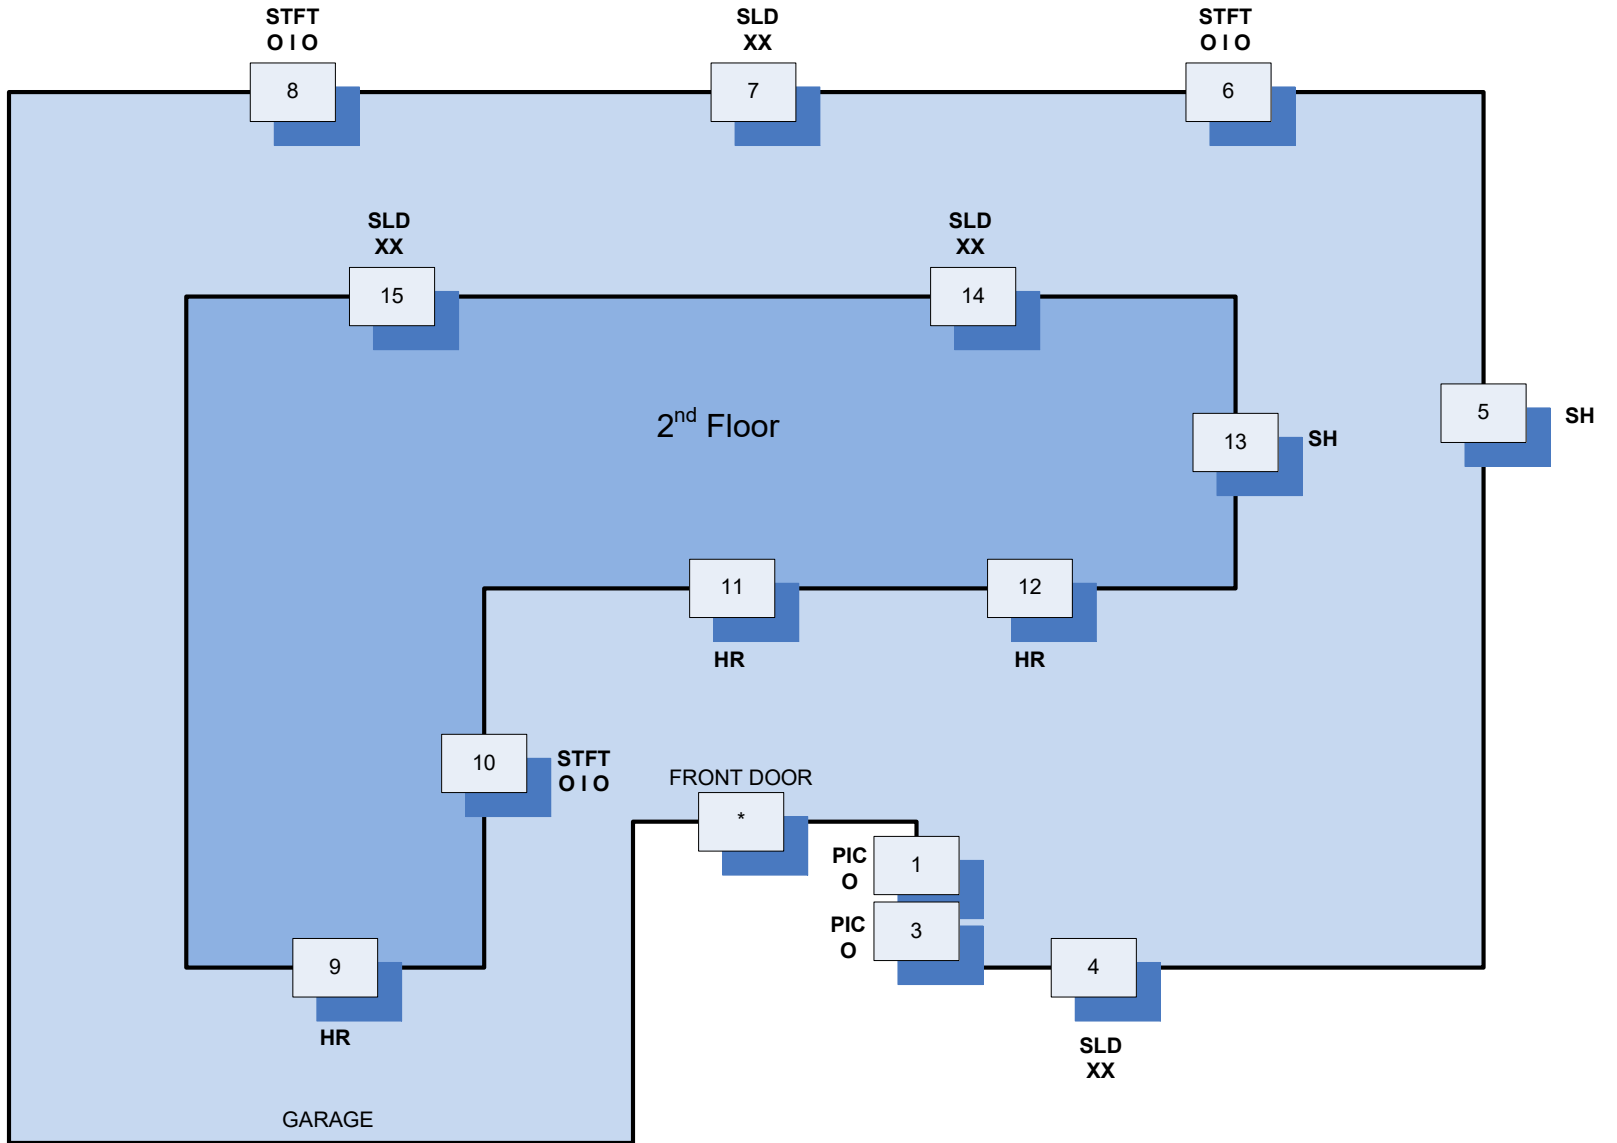 STFT
O I O
8
SLD
XX
7
STFT
O I O
6
SLD
XX
15
SLD
XX
14
2nd Floor
13
SH
5
SH
11
HR
12
HR
10
STFT
O I O
FRONT DOOR
*
PIC
O
1
PIC
O
3
4
SLD
XX
9
HR
GARAGE